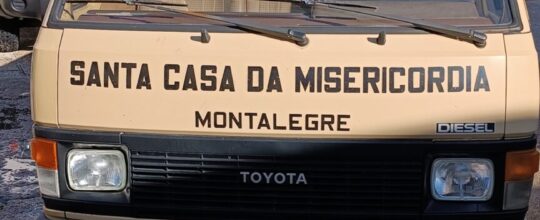 SANTA CASA DA MISERICORDIA
MONTALEGRE
DIESEL
TOYOTA